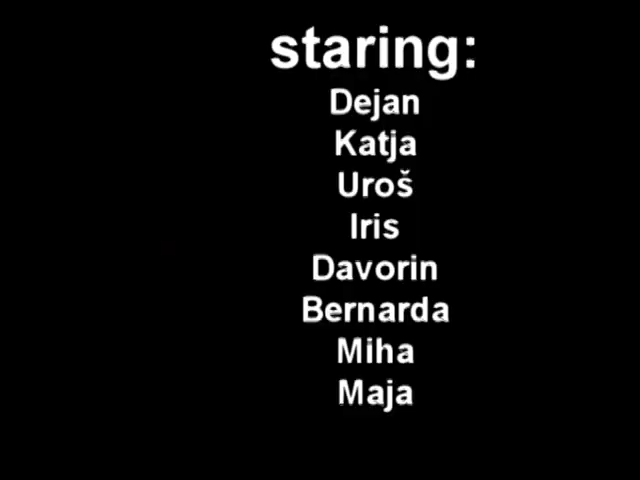 staring:
Dejan
Katja
Uroš
Iris
Davorin
Bernarda
Miha
Maja